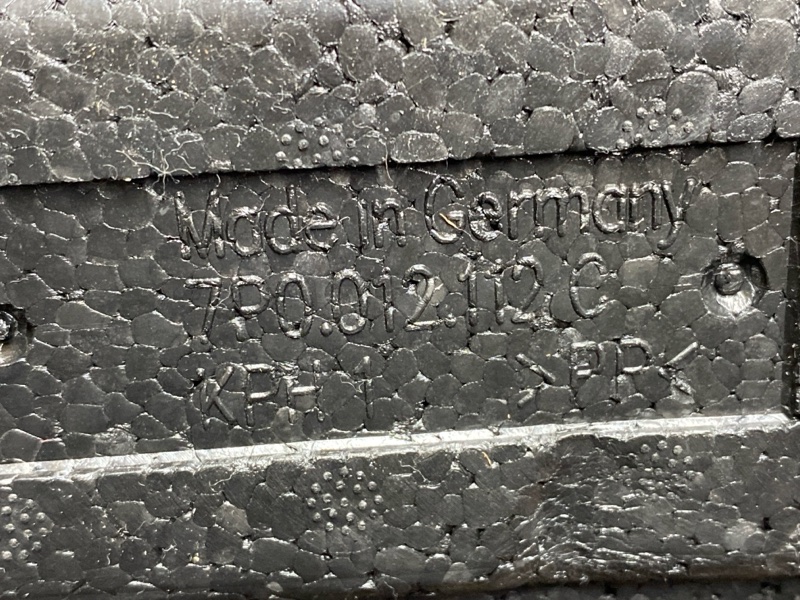 Made in Germany
7P0.012.112.C
KPH 1 >PP<